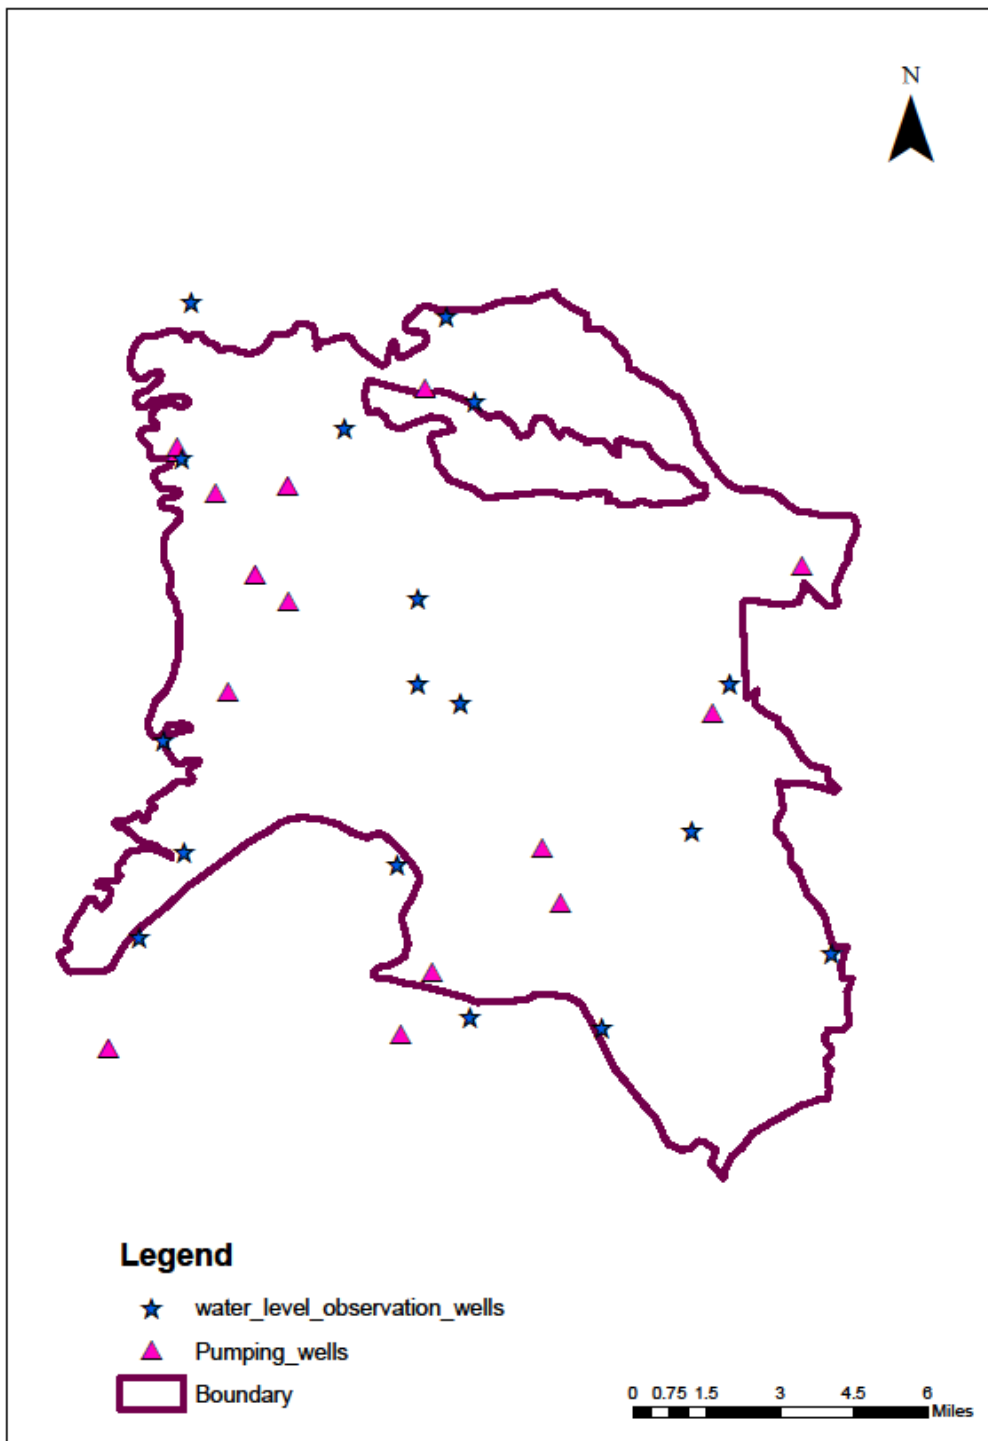 N
Legend
water_level_observation_wells
Pumping_wells
Boundary
0 0.75 1.5 3 4.5 6
Miles